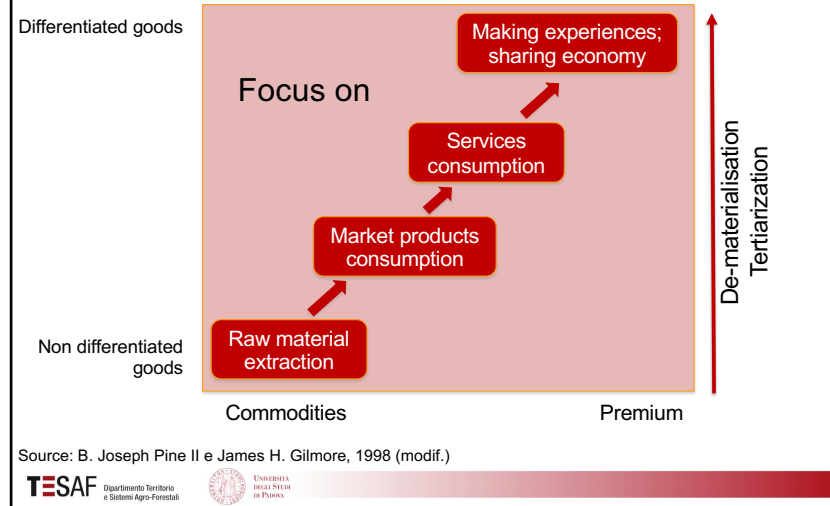 Differentiated goods
Making experiences;
sharing economy
Focus on
Services
consumption
Market products
consumption
Raw material
extraction
Non differentiated
goods
De-materialisation
Tertiarization
Commodities
Premium
Source: B. Joseph Pine II e James H. Gilmore, 1998 (modif.)
TESAF
Dipartimento Territorio
e Sistemi Agro-Forestali
Università
degli Studi
di Padova